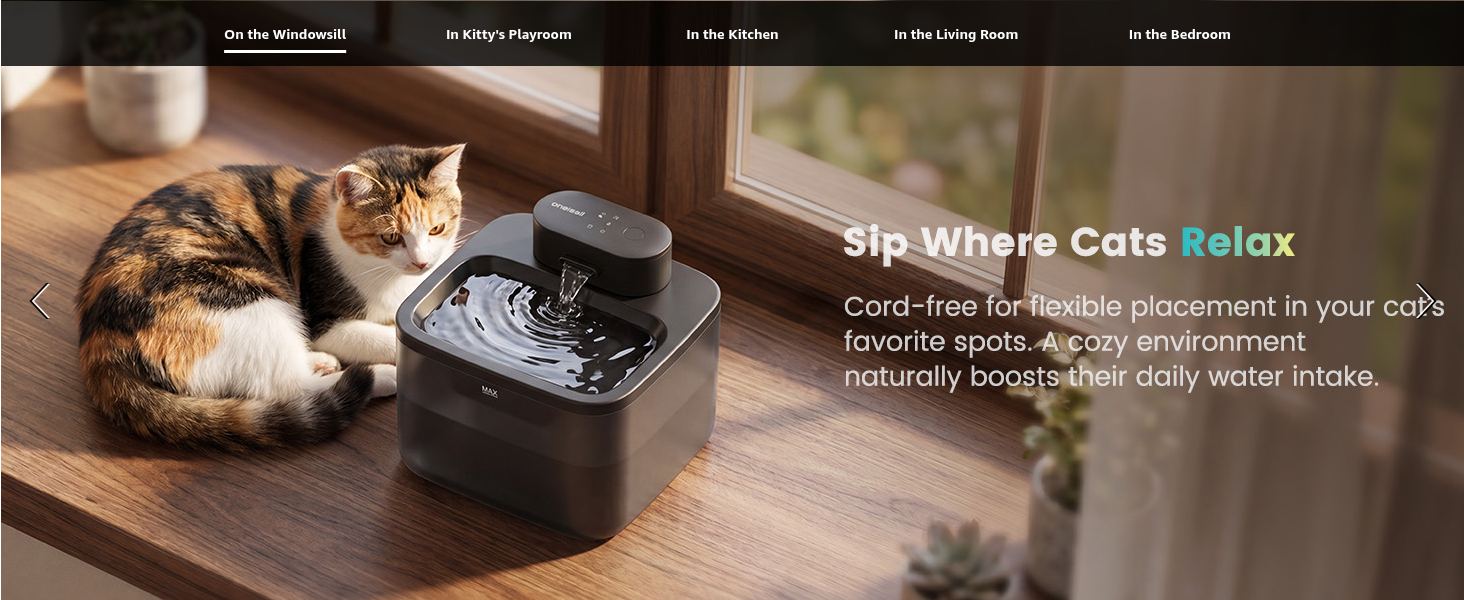 On the Windowsill
In Kitty's Playroom
In the Kitchen
In the Living Room
In the Bedroom
oneisall
Sip Where Cats Relax
Cord-free for flexible placement in your cat's
favorite spots. A cozy environment
naturally boosts their daily water intake.
MAX